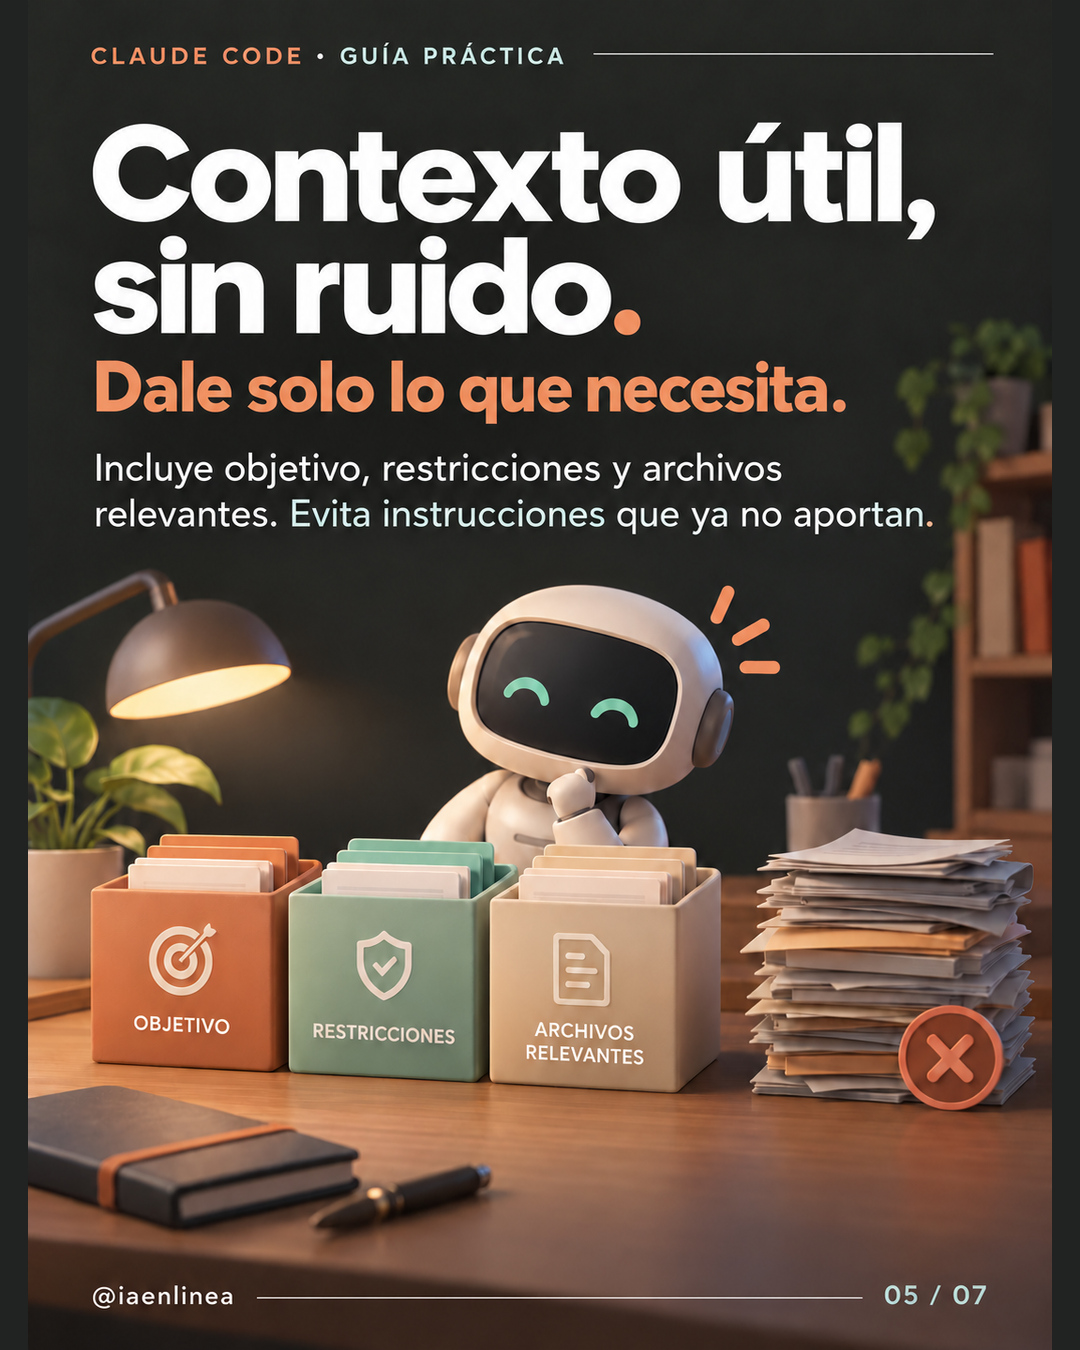 CLAUDE CODE • GUÍA PRÁCTICA
Contexto útil,
sin ruido.
Dale solo lo que necesita.
Incluye objetivo, restricciones y archivos
relevantes. Evita instrucciones que ya no aportan.
OBJETIVO
RESTRICCIONES
ARCHIVOS
RELEVANTES
@iaenlinea
05 / 07